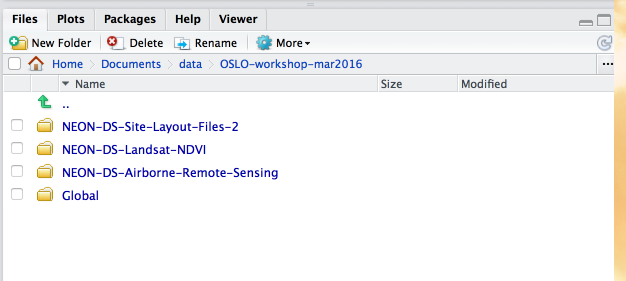 Files Plots Packages Help Viewer
New Folder Delete Rename More
Home Documents data OSLO-workshop-mar2016 ...
Name Size Modified
..
NEON-DS-Site-Layout-Files-2
NEON-DS-Landsat-NDVI
NEON-DS-Airborne-Remote-Sensing
Global